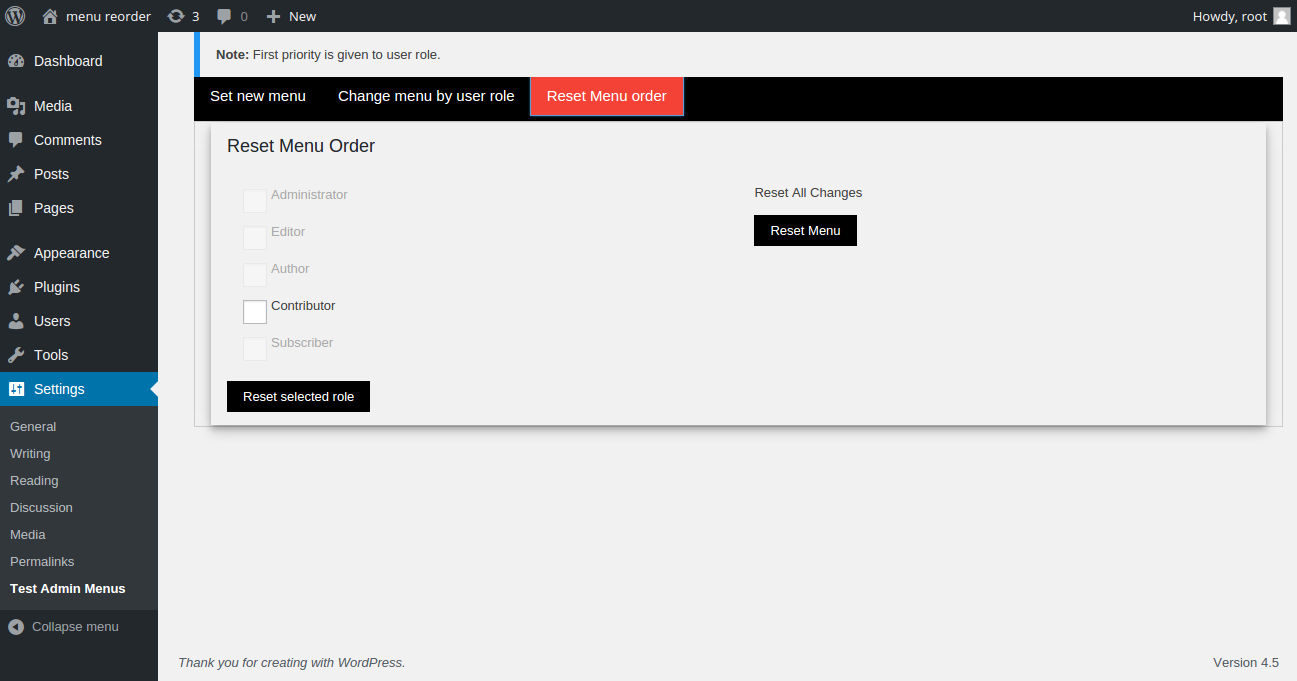 menu reorder 3 0 New Howdy, root
Dashboard
Media
Comments
Posts
Pages
Appearance
Plugins
Users
Tools
Settings
General
Writing
Reading
Discussion
Media
Permalinks
Test Admin Menus
Collapse menu
Note: First priority is given to user role.
Set new menu Change menu by user role Reset Menu order
Reset Menu Order
Administrator
Editor
Author
Contributor
Subscriber
Reset selected role
Reset All Changes
Reset Menu
Thank you for creating with WordPress. Version 4.5